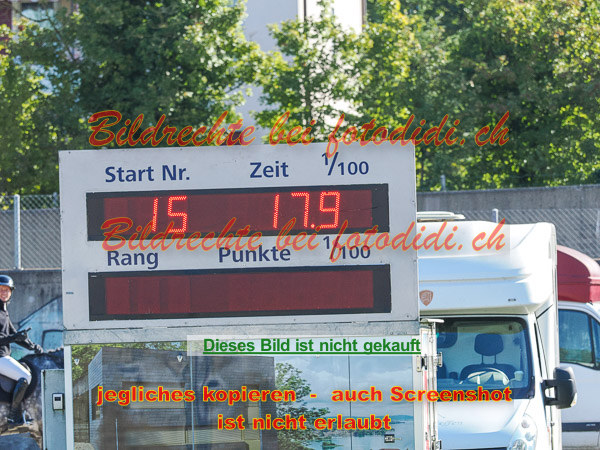 Bildrechte bei fotodidi.ch
Start Nr. Zeit 1/100
15 17.9
Bildrechte bei fotodidi.ch
Rang Punkte 1/100
Dieses Bild ist nicht gekauft
jegliches kopieren - auch Screenshot
ist nicht erlaubt